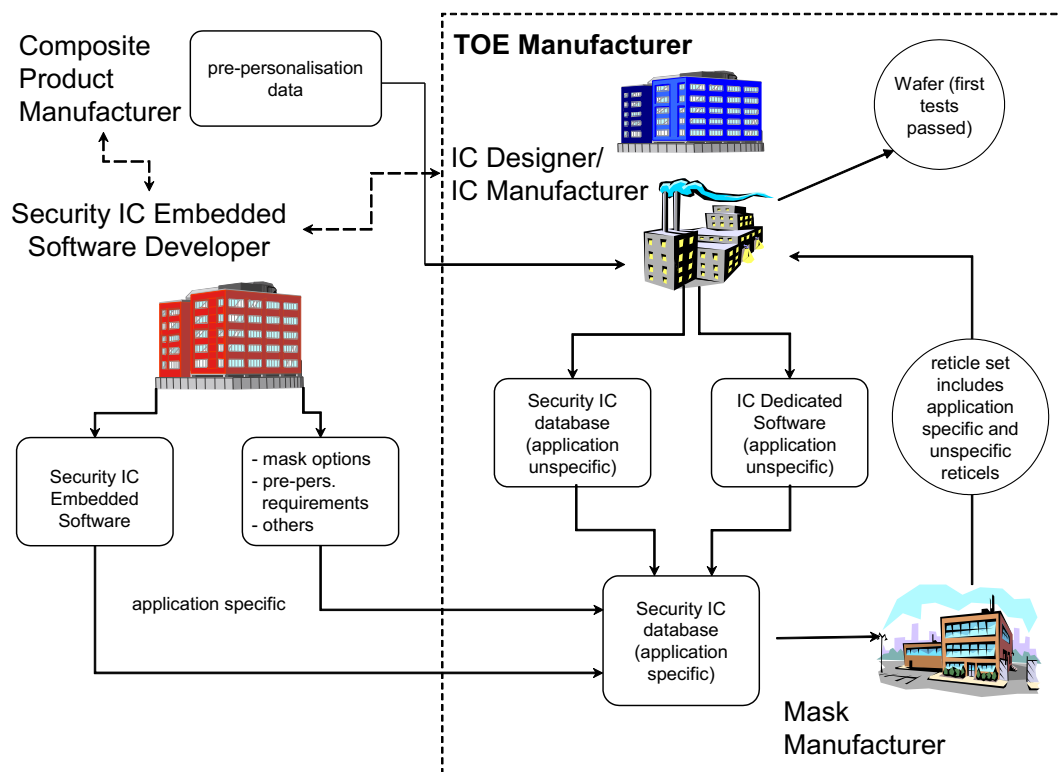 Composite
Product
Manufacturer
pre-personalisation
data
TOE Manufacturer
Wafer (first
tests
passed)
IC Designer/
IC Manufacturer
Security IC Embedded
Software Developer
reticle set
includes
application
specific and
unspecific
reticels
Security IC
database
(application
unspecific)
IC Dedicated
Software
(application
unspecific)
Security IC
Embedded
Software
- mask options
- pre-pers.
requirements
- others
application specific
Security IC
database
(application
specific)
Mask
Manufacturer